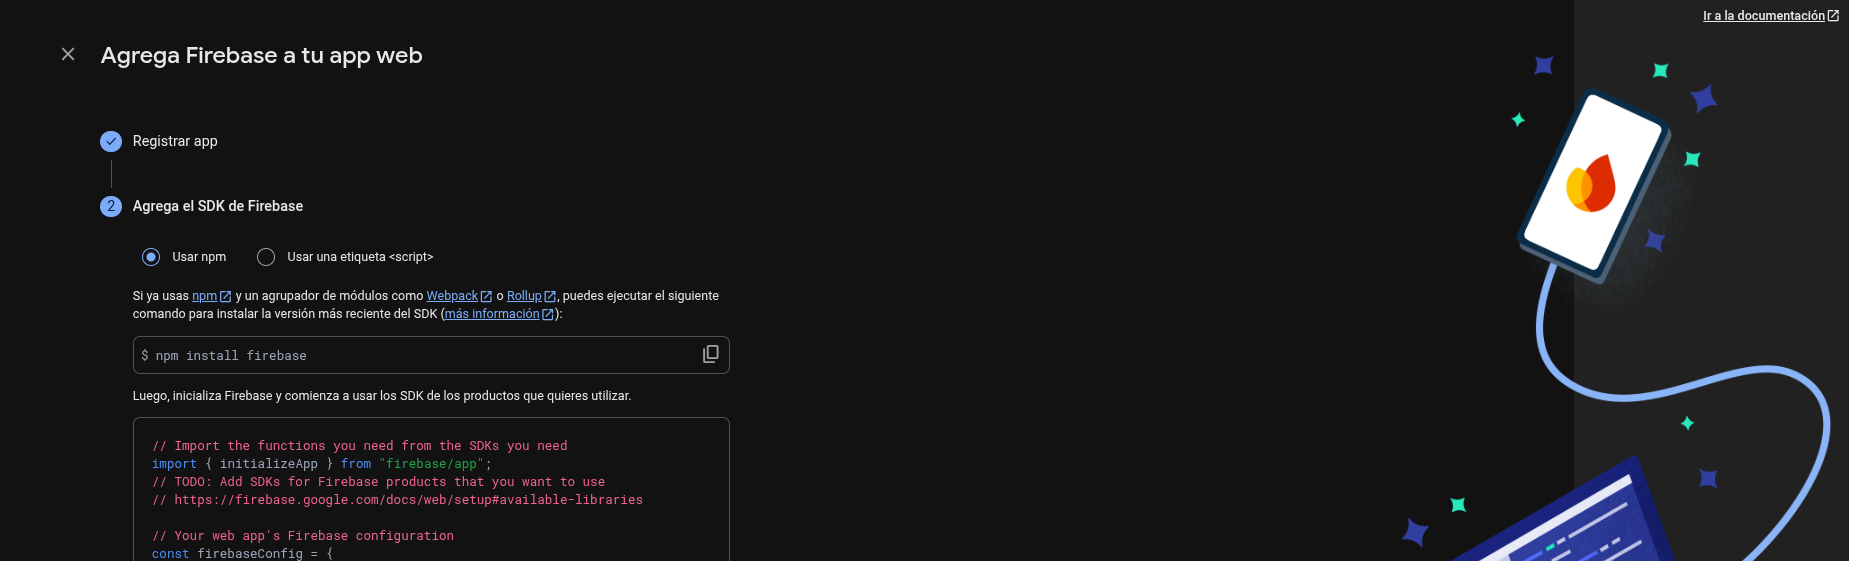 Ir a la documentación
Agrega Firebase a tu app web
Registrar app
2 Agrega el SDK de Firebase
Usar npm Usar una etiqueta <script>
Si ya usas npm y un agrupador de módulos como Webpack o Rollup, puedes ejecutar el siguiente
comando para instalar la versión más reciente del SDK (más información):
$ npm install firebase
Luego, inicializa Firebase y comienza a usar los SDK de los productos que quieres utilizar.
// Import the functions you need from the SDKs you need
import { initializeApp } from "firebase/app";
// TODO: Add SDKs for Firebase products that you want to use
// https://firebase.google.com/docs/web/setup#available-libraries
// Your web app's Firebase configuration
const firebaseConfig = {